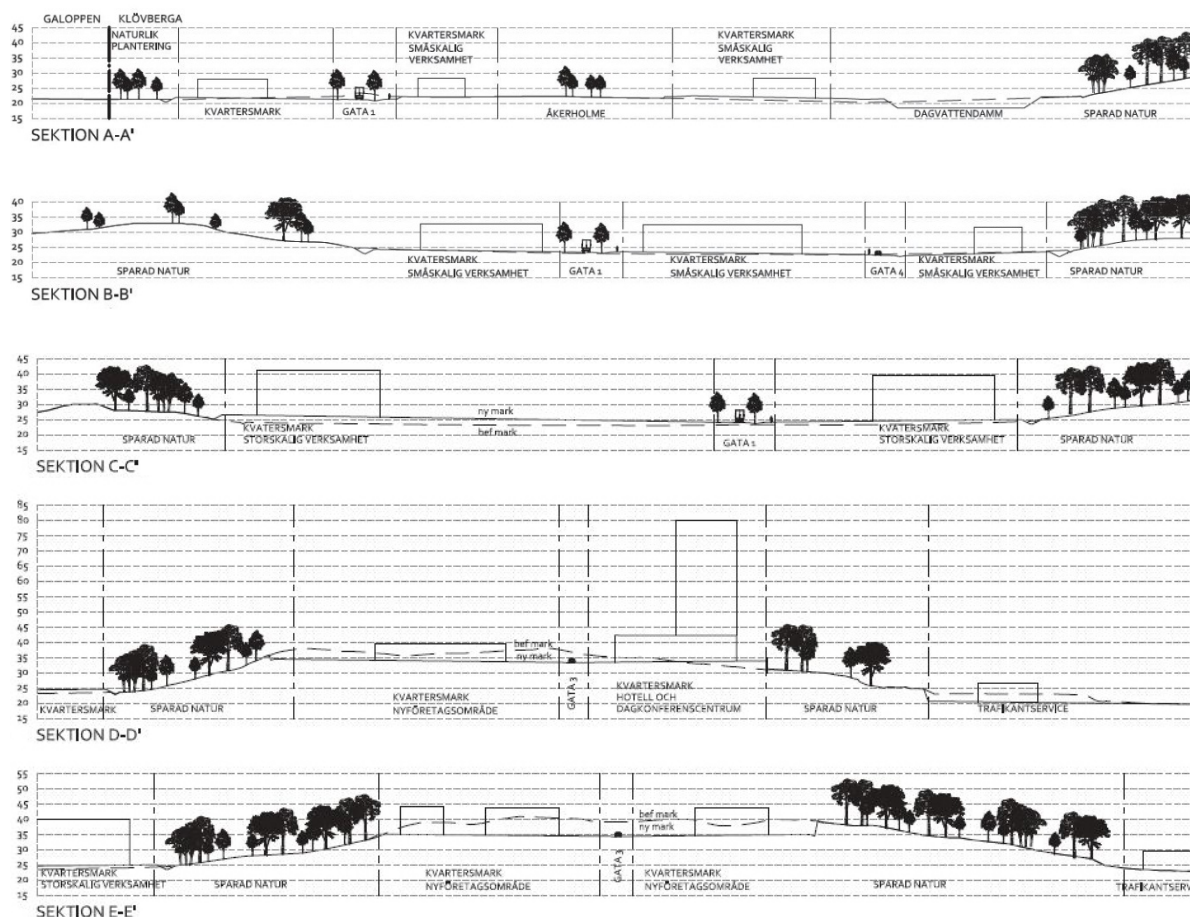 GALOPPEN KLÖVBERGA
45
40
35
30
25
20
15
NATURLIK
PLANTERING
KVARTERSMARK
GATA 1
KVARTERSMARK
SMÅSKALIG
VERKSAMHET
ÅKERHOLME
KVARTERSMARK
SMÅSKALIG
VERKSAMHET
DAGVATTENDAMM
SPARAD NATUR
SEKTION A-A'
40
35
30
25
20
15
SPARAD NATUR
KVATERSMARK
SMÅSKALIG VERKSAMHET
GATA 1
KVARTERSMARK
SMÅSKALIG VERKSAMHET
GATA 4
KVARTERSMARK
SMÅSKALIG VERKSAMHET
SPARAD NATUR
SEKTION B-B'
45
40
35
30
25
20
15
SPARAD NATUR
KVATERSMARK
STORSKALIG VERKSAMHET
ny mark
bef mark
GATA 1
KVATERSMARK
STORSKALIG VERKSAMHET
SPARAD NATUR
SEKTION C-C'
85
80
75
70
65
60
55
50
45
40
35
30
25
20
15
KVARTERSMARK
SPARAD NATUR
KVARTERSMARK
NYFÖRETAGSOMRÅDE
bef mark
ny mark
GATA 3
KVARTERSMARK
HOTELL OCH
DAGKONFERENSCENTRUM
SPARAD NATUR
TRAFIKANTSERVICE
SEKTION D-D'
55
50
45
40
35
30
25
20
15
KVARTERSMARK
STORSKALIG VERKSAMHET
SPARAD NATUR
KVARTERSMARK
NYFÖRETAGSOMRÅDE
GATA 3
bef mark
ny mark
KVARTERSMARK
NYFÖRETAGSOMRÅDE
SPARAD NATUR
TRAFIKANTSERV
SEKTION E-E'